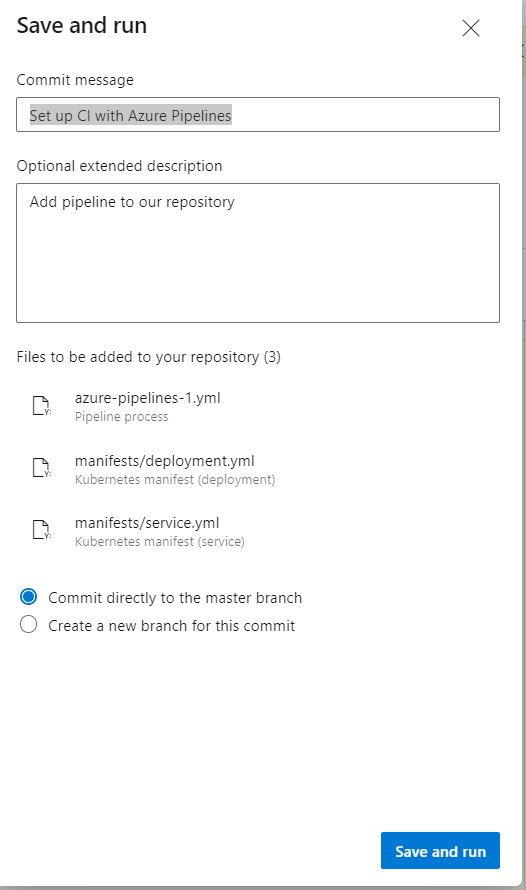 Save and run
Commit message
Set up CI with Azure Pipelines
Optional extended description
Add pipeline to our repository
Files to be added to your repository (3)
azure-pipelines-1.yml
Pipeline process
manifests/deployment.yml
Kubernetes manifest (deployment)
manifests/service.yml
Kubernetes manifest (service)
Commit directly to the master branch
Create a new branch for this commit
Save and run